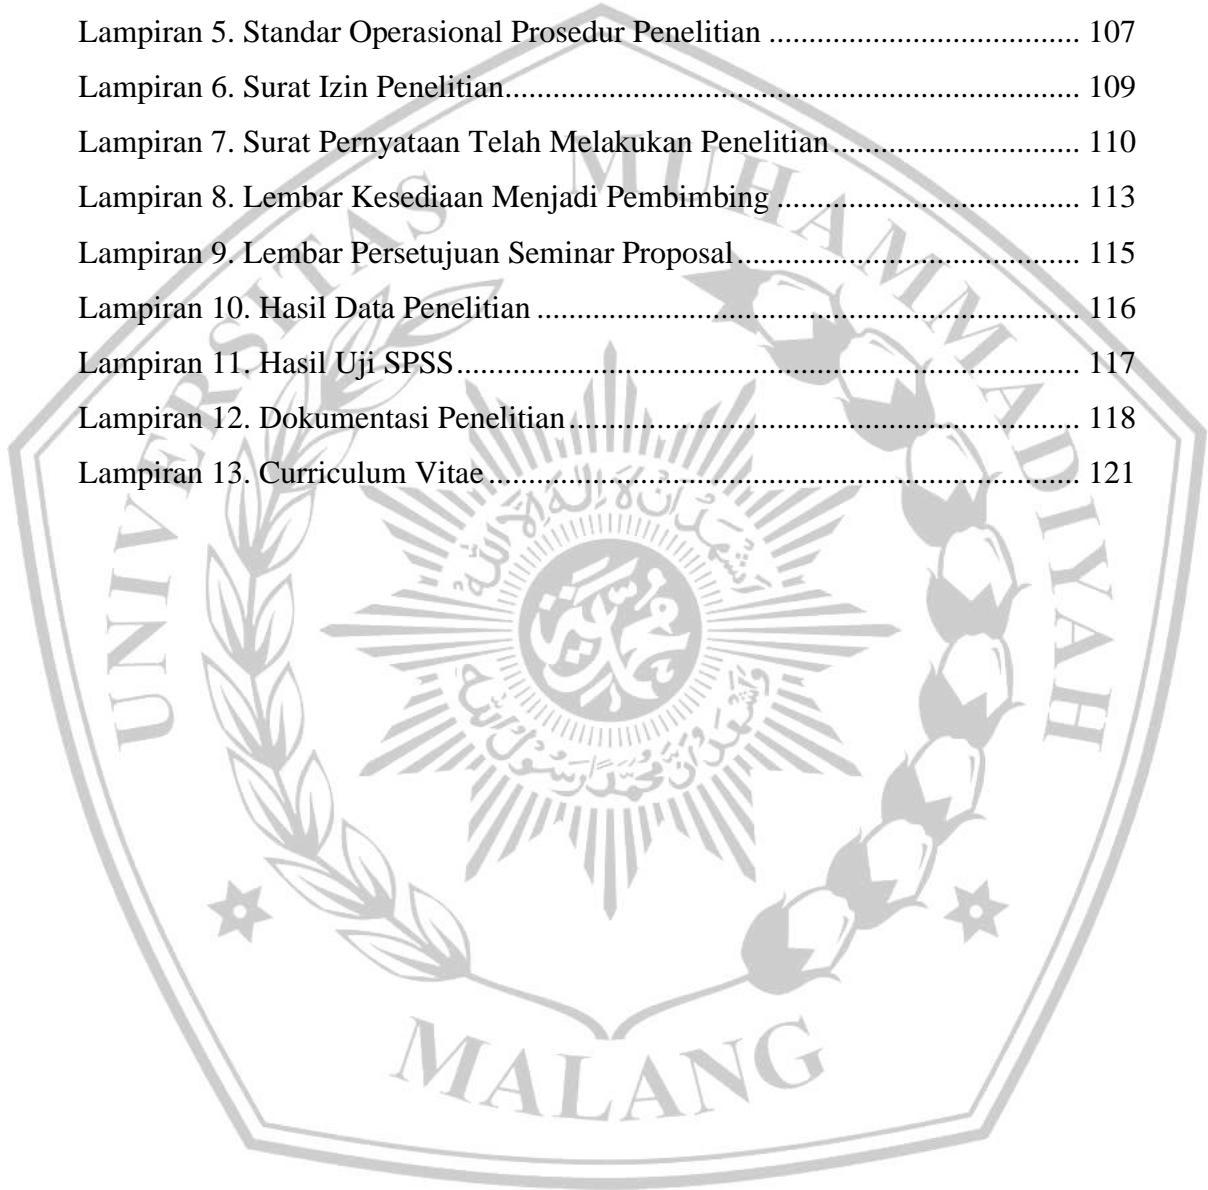 Lampiran 5. Standar Operasional Prosedur Penelitian ................................. 107
Lampiran 6. Surat Izin Penelitian............................................................. 109
Lampiran 7. Surat Pernyataan Telah Melakukan Penelitian .......................... 110
Lampiran 8. Lembar Kesediaan Menjadi Pembimbing ................................ 113
Lampiran 9. Lembar Persetujuan Seminar Proposal .................................... 115
Lampiran 10. Hasil Data Penelitian .......................................................... 116
Lampiran 11. Hasil Uji SPSS .................................................................. 117
Lampiran 12. Dokumentasi Penelitian ...................................................... 118
Lampiran 13. Curriculum Vitae ............................................................... 121
UNIVERSITAS MUHAMMADIYAH
MALANG